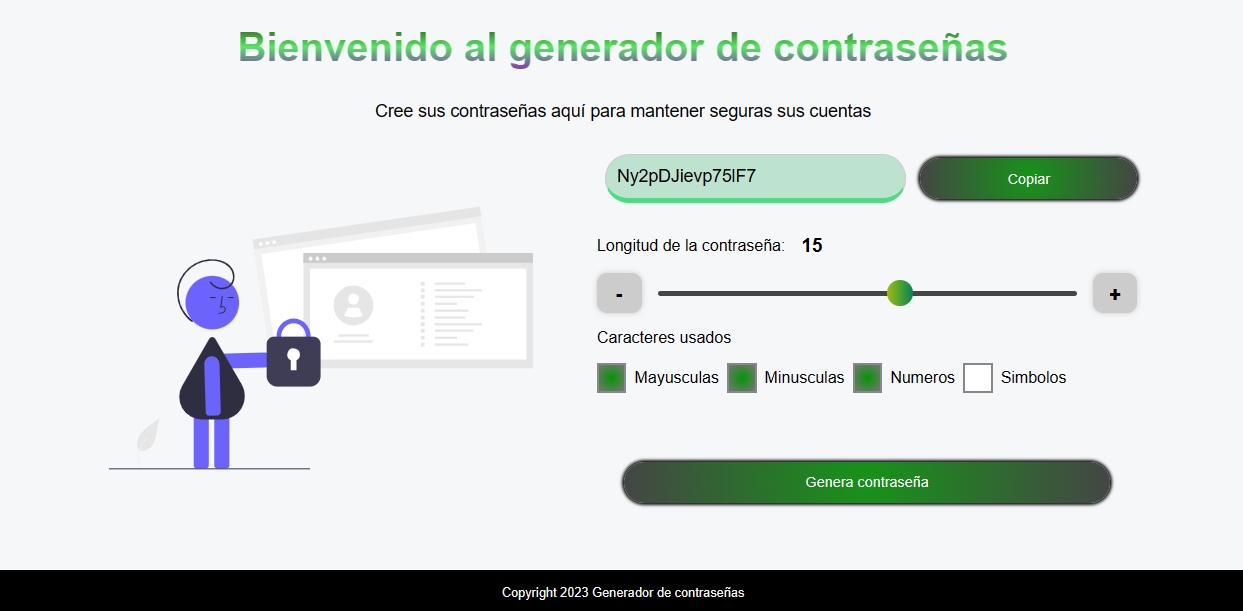 Bienvenido al generador de contraseñas
Cree sus contraseñas aquí para mantener seguras sus cuentas
Ny2pDJievp75lF7
Copiar
Longitud de la contraseña: 15
- +
Caracteres usados
Mayusculas Minusculas Numeros Simbolos
Genera contraseña
Copyright 2023 Generador de contraseñas